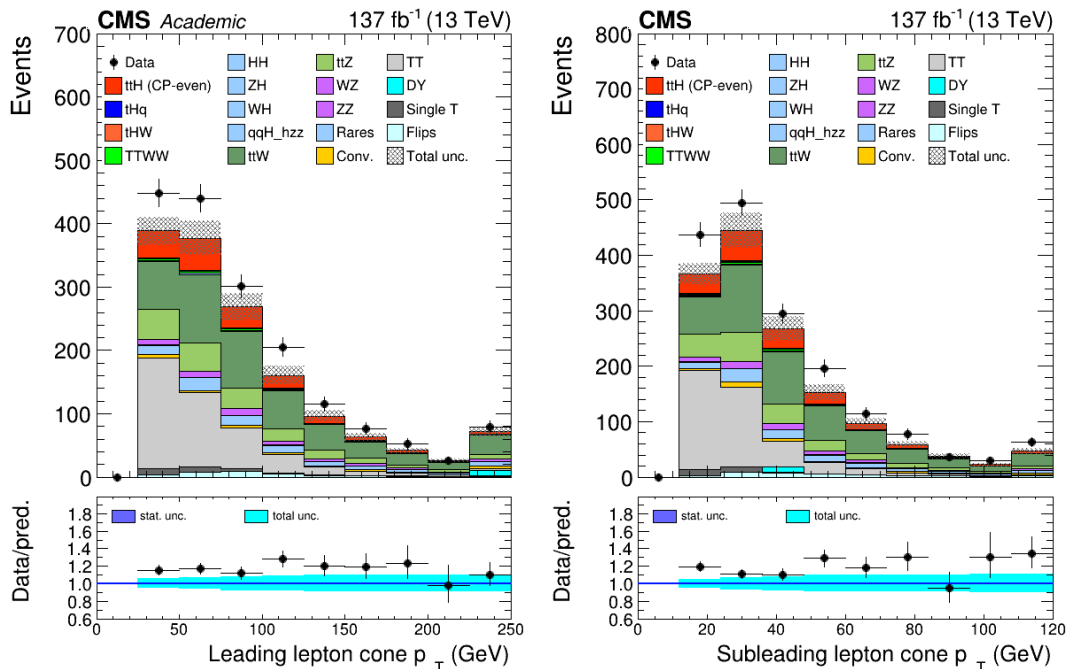 CMS Academic 137 fb⁻¹ (13 TeV)
Events
700
600
500
400
300
200
100
0
Data HH ttZ TT
ttH (CP-even) ZH WZ DY
tHq WH ZZ Single T
tHW qqH_hzz Rares Flips
TTWW ttW Conv. Total unc.
Data/pred.
1.8
1.6
1.4
1.2
1.0
0.8
0.6
stat. unc. total unc.
0 50 100 150 200 250
Leading lepton cone p_T (GeV)
CMS 137 fb⁻¹ (13 TeV)
Events
800
700
600
500
400
300
200
100
0
Data HH ttZ TT
ttH (CP-even) ZH WZ DY
tHq WH ZZ Single T
tHW qqH_hzz Rares Flips
TTWW ttW Conv. Total unc.
Data/pred.
1.8
1.6
1.4
1.2
1.0
0.8
0.6
stat. unc. total unc.
0 20 40 60 80 100 120
Subleading lepton cone p_T (GeV)